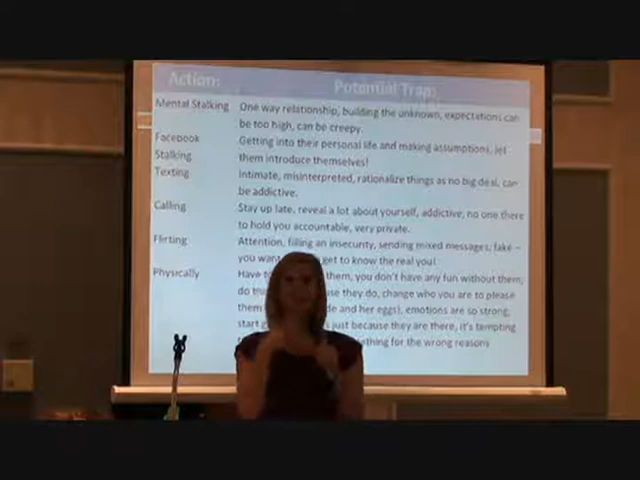 Action: Potential Trap:
Mental Stalking One way relationship, building the unknown, expectations can
be too high, can be creepy.
Facebook Getting into their personal life and making assumptions, let
Stalking them introduce themselves!
Texting Intimate, misinterpreted, rationalize things as no big deal, can
be addictive.
Calling Stay up late, reveal a lot about yourself, addictive, no one there
to hold you accountable, very private.
Flirting Attention, filling an insecurity, sending mixed messages, fake –
you want get to know the real you!
Physically Have them, you don't have any fun without them,
do they do, change who you are to please
them and her eggs), emotions are so strong,
start just because they are there, it's tempting
for the wrong reasons